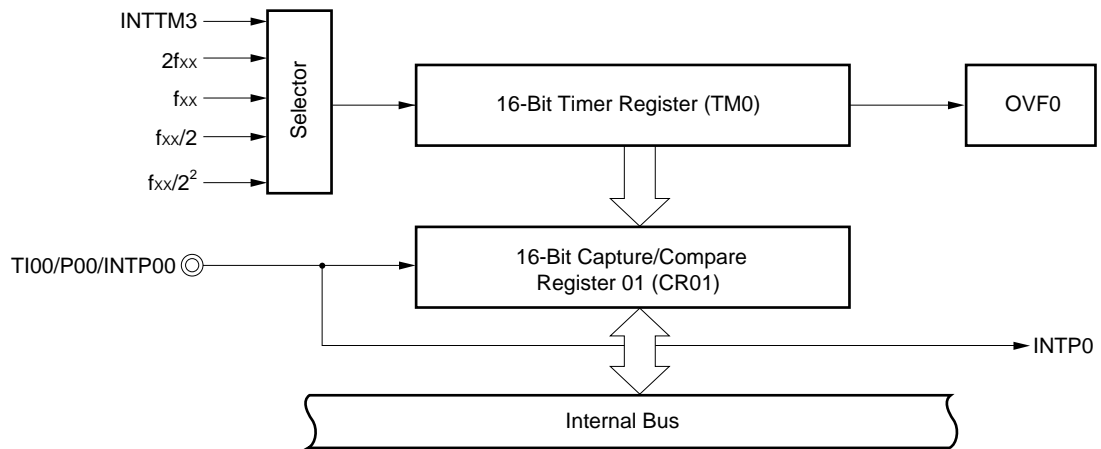 INTTM3
2fxx
fxx
fxx/2
fxx/2²
Selector
16-Bit Timer Register (TM0)
OVF0
TI00/P00/INTP00
16-Bit Capture/Compare
Register 01 (CR01)
INTP0
Internal Bus